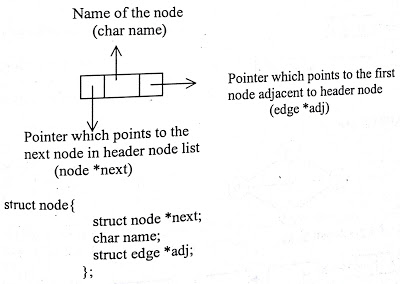 Name of the node
(char name)
Pointer which points to the first
node adjacent to header node
(edge *adj)
Pointer which points to the
next node in header node list
(node *next)
struct node{
struct node *next;
char name;
struct edge *adj;
};